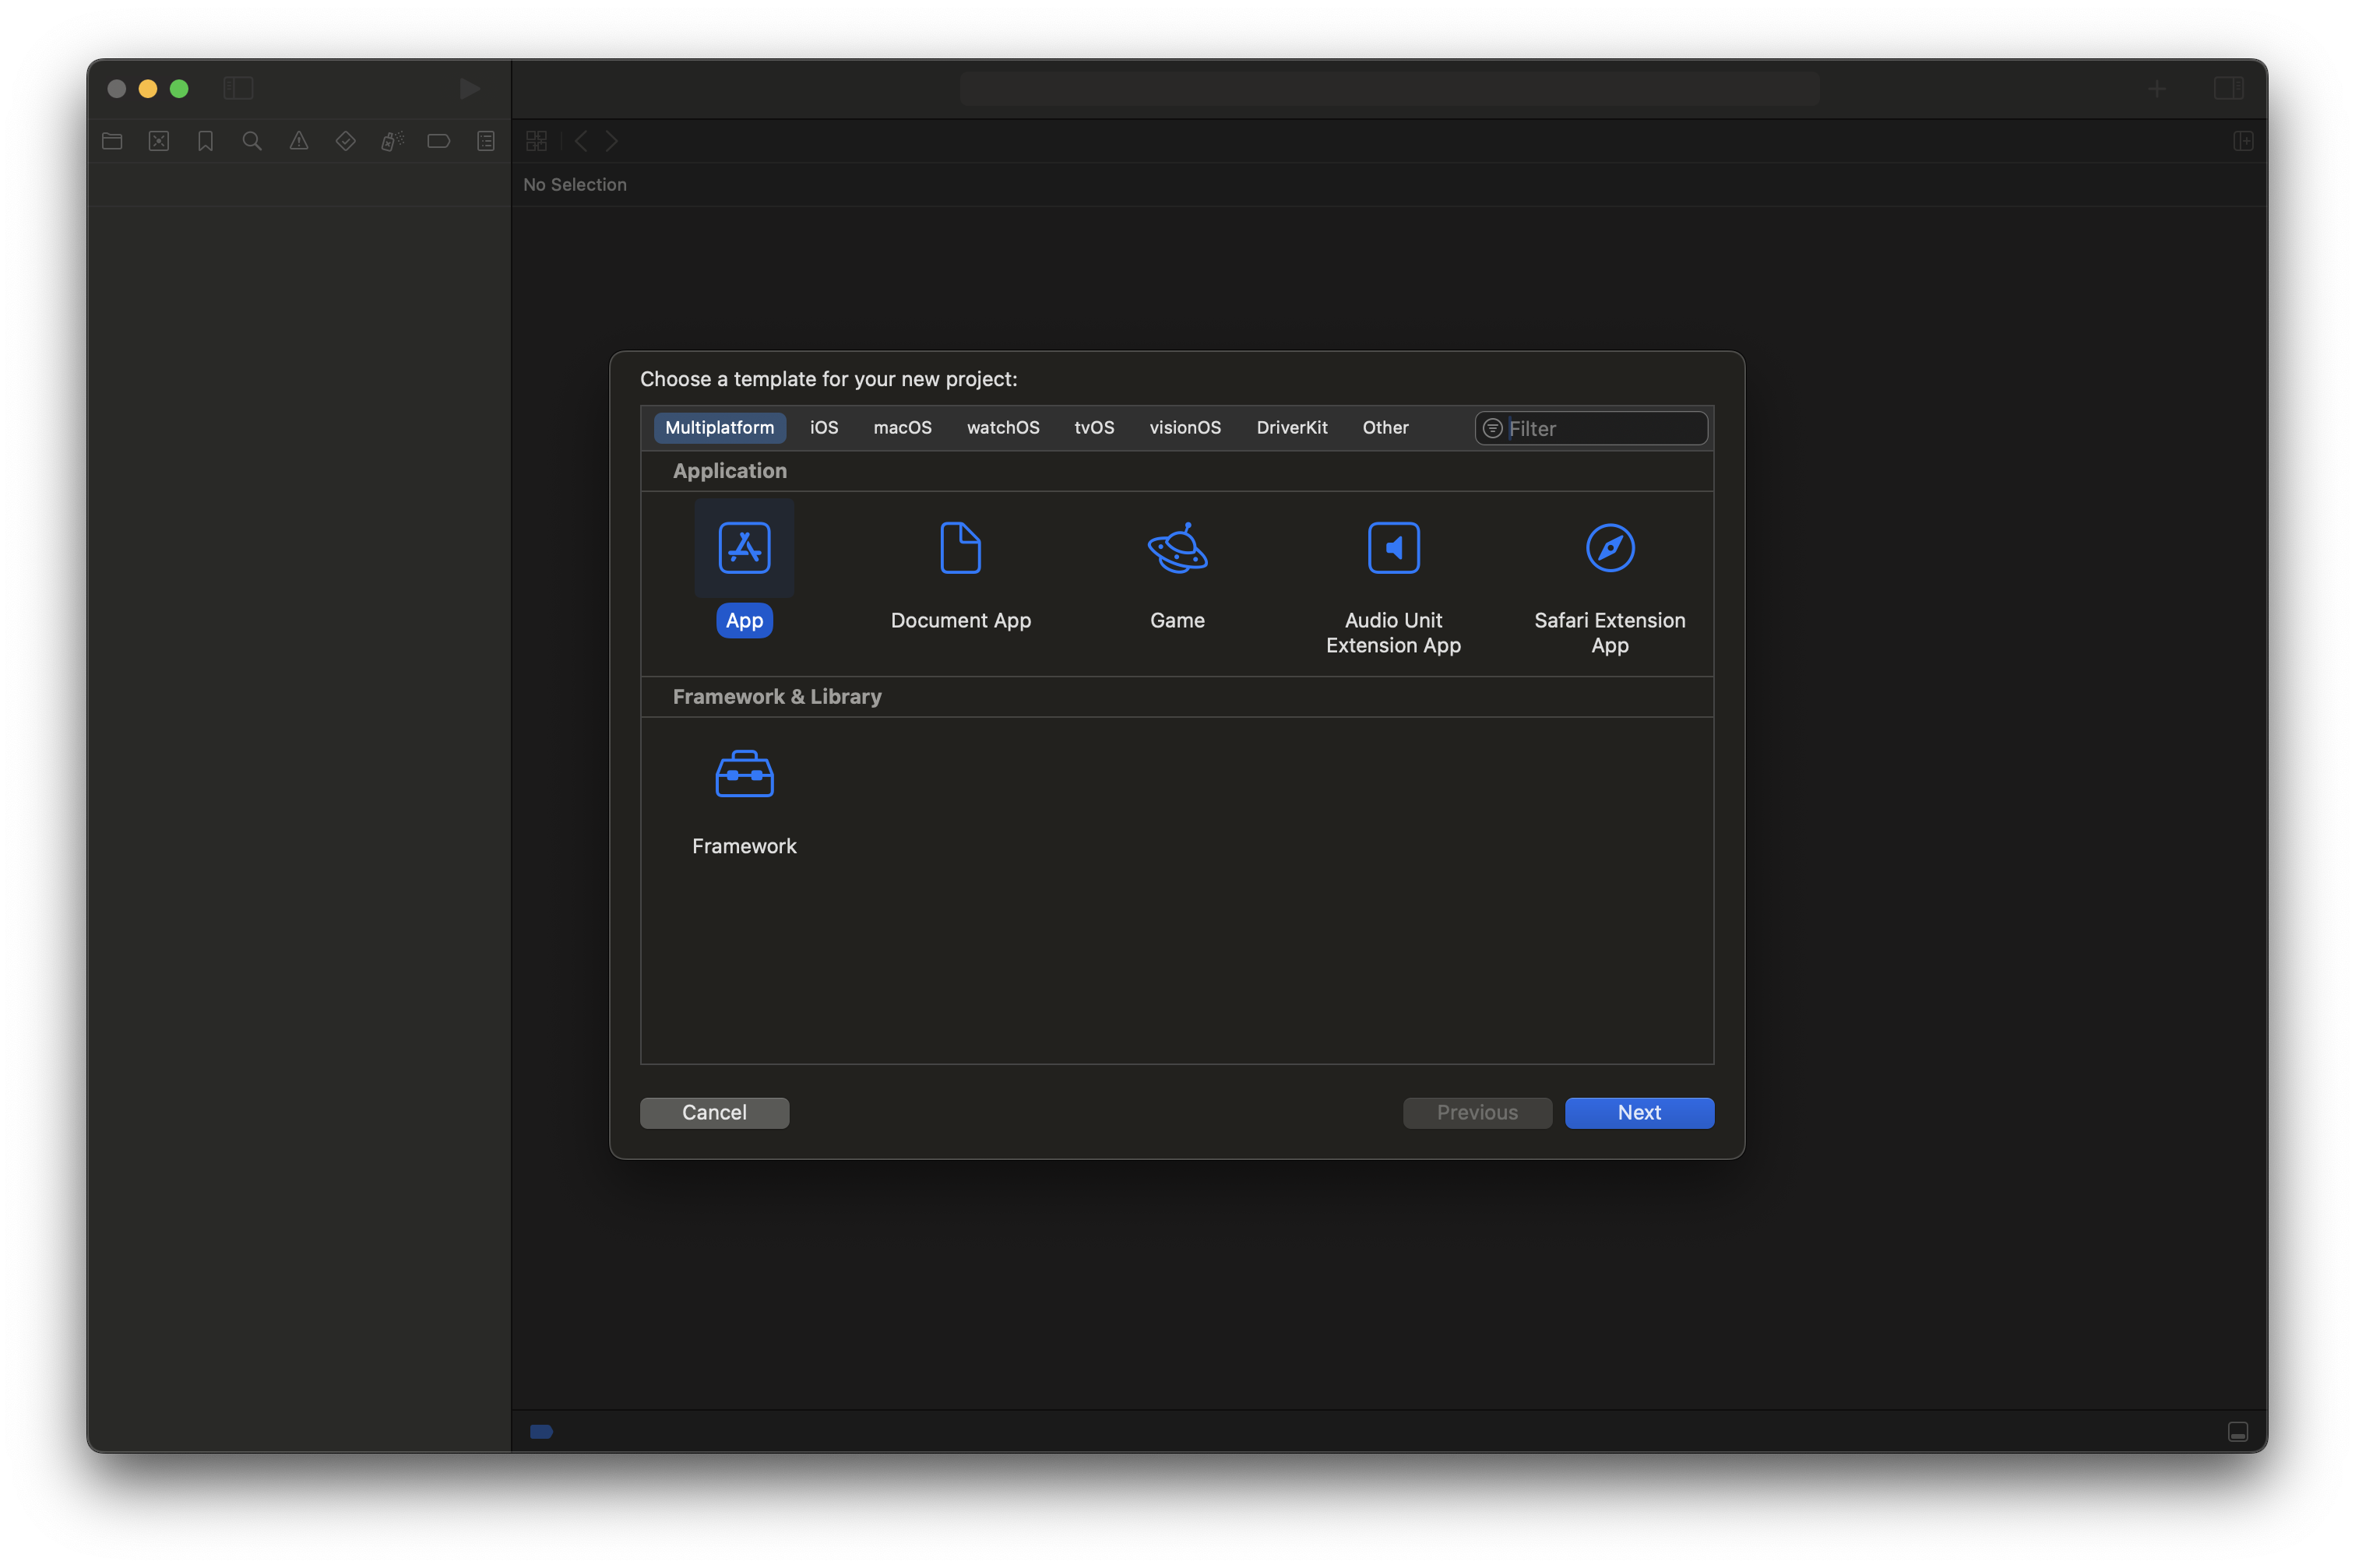 No Selection
Choose a template for your new project:
Multiplatform iOS macOS watchOS tvOS visionOS DriverKit Other Filter
Application
App Document App Game Audio Unit Extension App Safari Extension App
Framework & Library
Framework
Cancel Previous Next